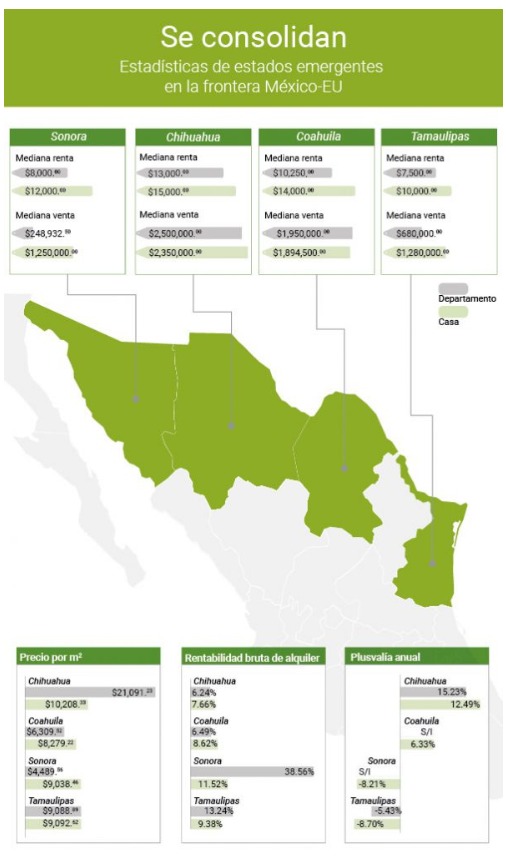 Se consolidan
Estadísticas de estados emergentes
en la frontera México-EU
Sonora
Mediana renta
$8,000.⁰⁰
$12,000.⁰⁰
Mediana venta
$248,932.⁵⁰
$1,250,000.⁰⁰
Chihuahua
Mediana renta
$13,000.⁰⁰
$15,000.⁰⁰
Mediana venta
$2,500,000.⁰⁰
$2,350,000.⁰⁰
Coahuila
Mediana renta
$10,250.⁰⁰
$14,000.⁰⁰
Mediana venta
$1,950,000.⁰⁰
$1,894,500.⁰⁰
Tamaulipas
Mediana renta
$7,500.⁰⁰
$10,000.⁰⁰
Mediana venta
$680,000.⁰⁰
$1,280,000.⁰⁰
Departamento
Casa
Precio por m²
Chihuahua
$21,091.²³
$10,208.³³
Coahuila
$6,309.⁵²
$8,279.²²
Sonora
$4,489.⁵⁴
$9,038.⁴⁶
Tamaulipas
$9,088.⁸⁸
$9,092.⁶²
Rentabilidad bruta de alquiler
Chihuahua
6.24%
7.66%
Coahuila
6.49%
8.62%
Sonora
38.56%
11.52%
Tamaulipas
13.24%
9.38%
Plusvalía anual
Chihuahua
15.23%
12.49%
Coahuila
S/I
6.33%
Sonora
S/I
-8.21%
Tamaulipas
-5.43%
-8.70%